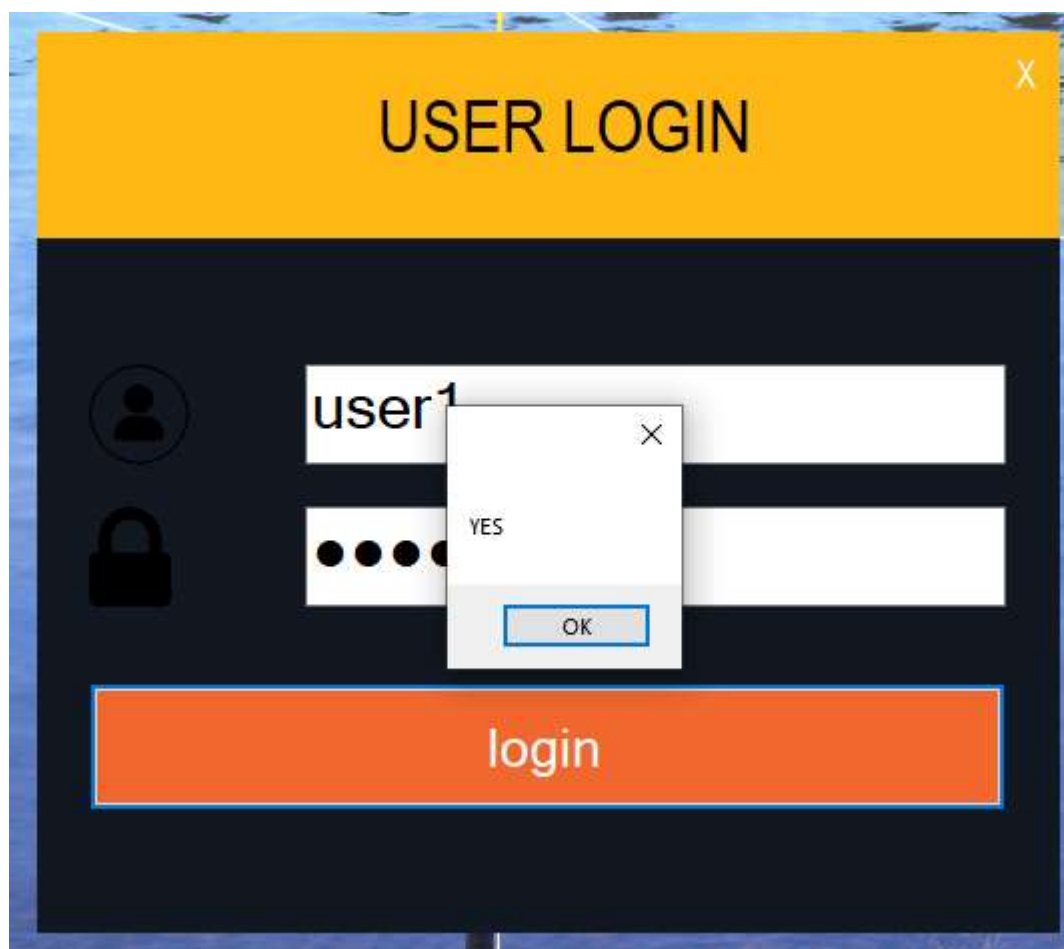 X
USER LOGIN
user1
YES
OK
login